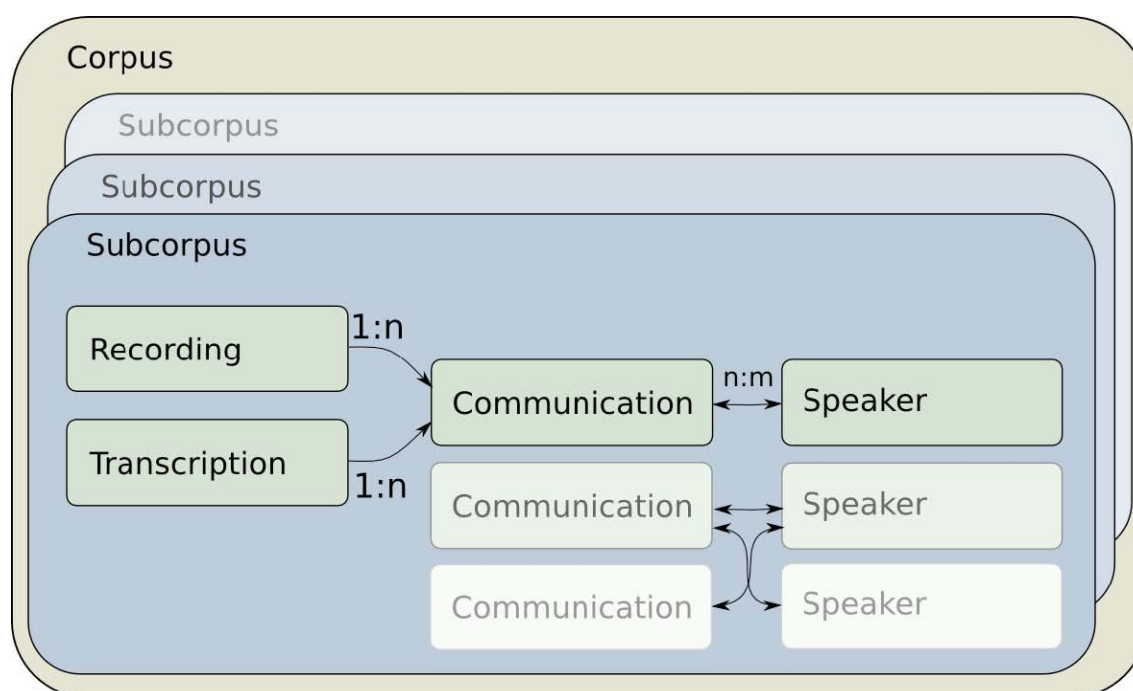 Corpus
Subcorpus
Subcorpus
Subcorpus
Recording
1:n
Transcription
1:n
Communication
n:m
Speaker
Communication
Speaker
Communication
Speaker